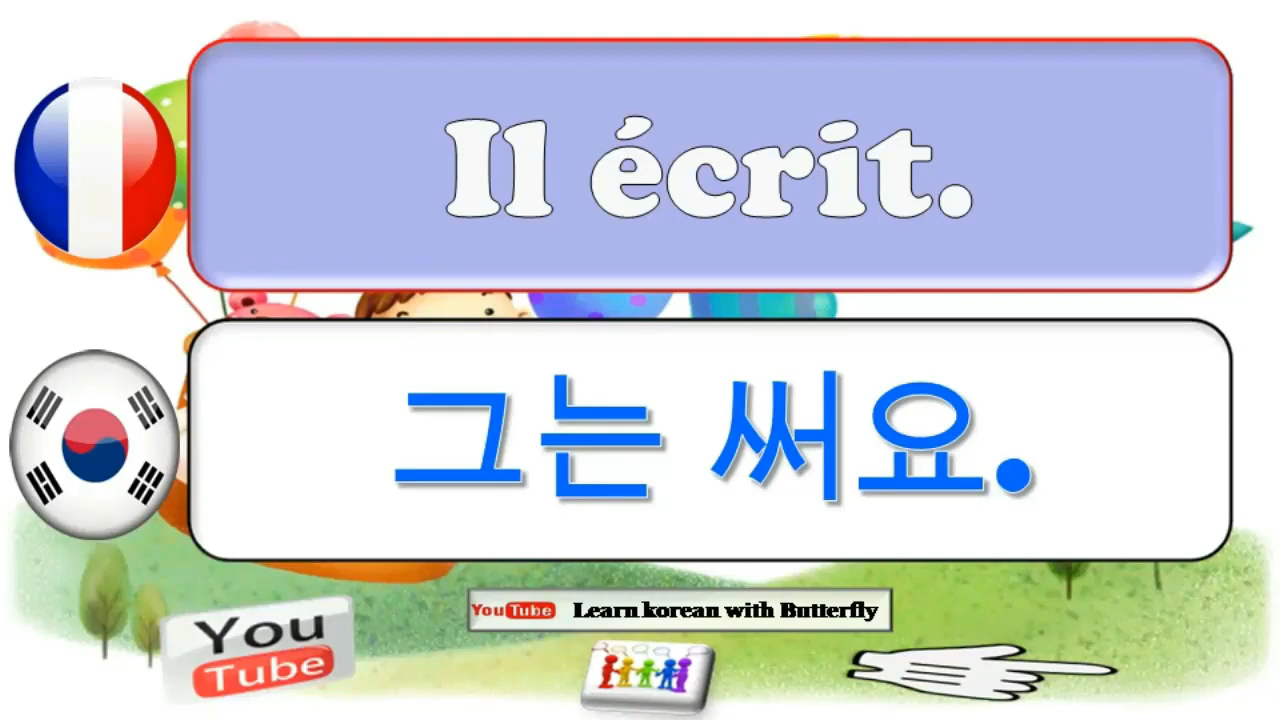 Il écrit.
그는 써요.
YouTube Learn korean with Butterfly
You
Tube